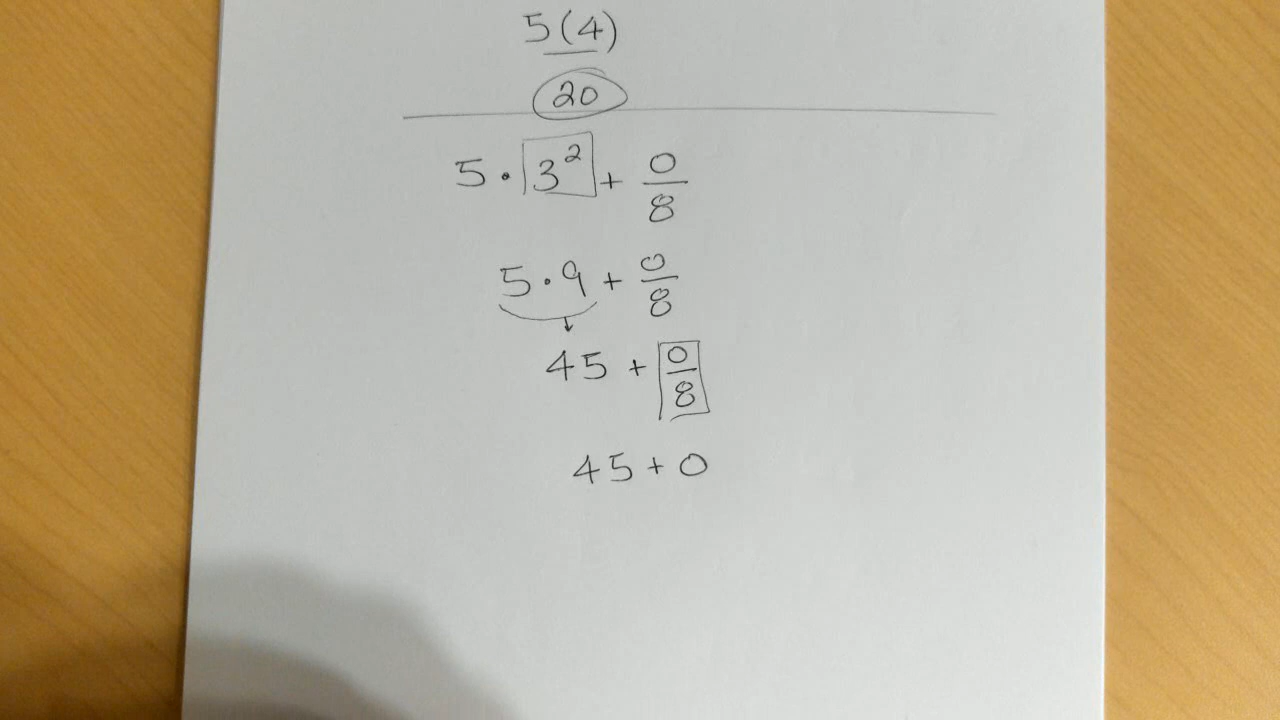 5(4)
20
5 · 3² + 0/8
5 · 9 + 0/8
45 + 0/8
45 + 0